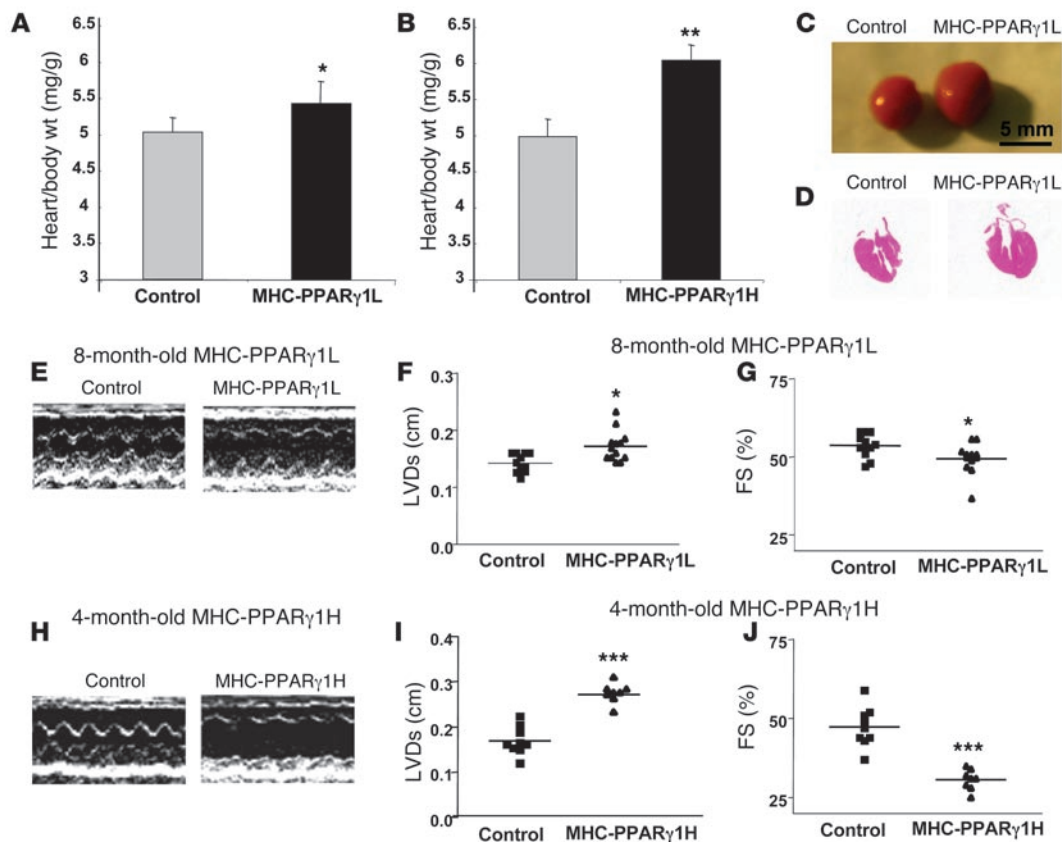 A
Heart/body wt (mg/g)
6.5
6
5.5
5
4.5
4
3.5
3
*
Control
MHC-PPARγ1L
B
Heart/body wt (mg/g)
6.5
6
5.5
5
4.5
4
3.5
3
**
Control
MHC-PPARγ1H
C
Control MHC-PPARγ1L
5 mm
D
Control MHC-PPARγ1L
8-month-old MHC-PPARγ1L
E
Control MHC-PPARγ1L
8-month-old MHC-PPARγ1L
F
LVDs (cm)
0.3
0.2
0.1
0.0
*
Control MHC-PPARγ1L
G
FS (%)
75
50
25
*
Control MHC-PPARγ1L
4-month-old MHC-PPARγ1H
H
Control MHC-PPARγ1H
4-month-old MHC-PPARγ1H
I
LVDs (cm)
0.4
0.3
0.2
0.1
0.0
***
Control MHC-PPARγ1H
J
FS (%)
75
50
25
***
Control MHC-PPARγ1H